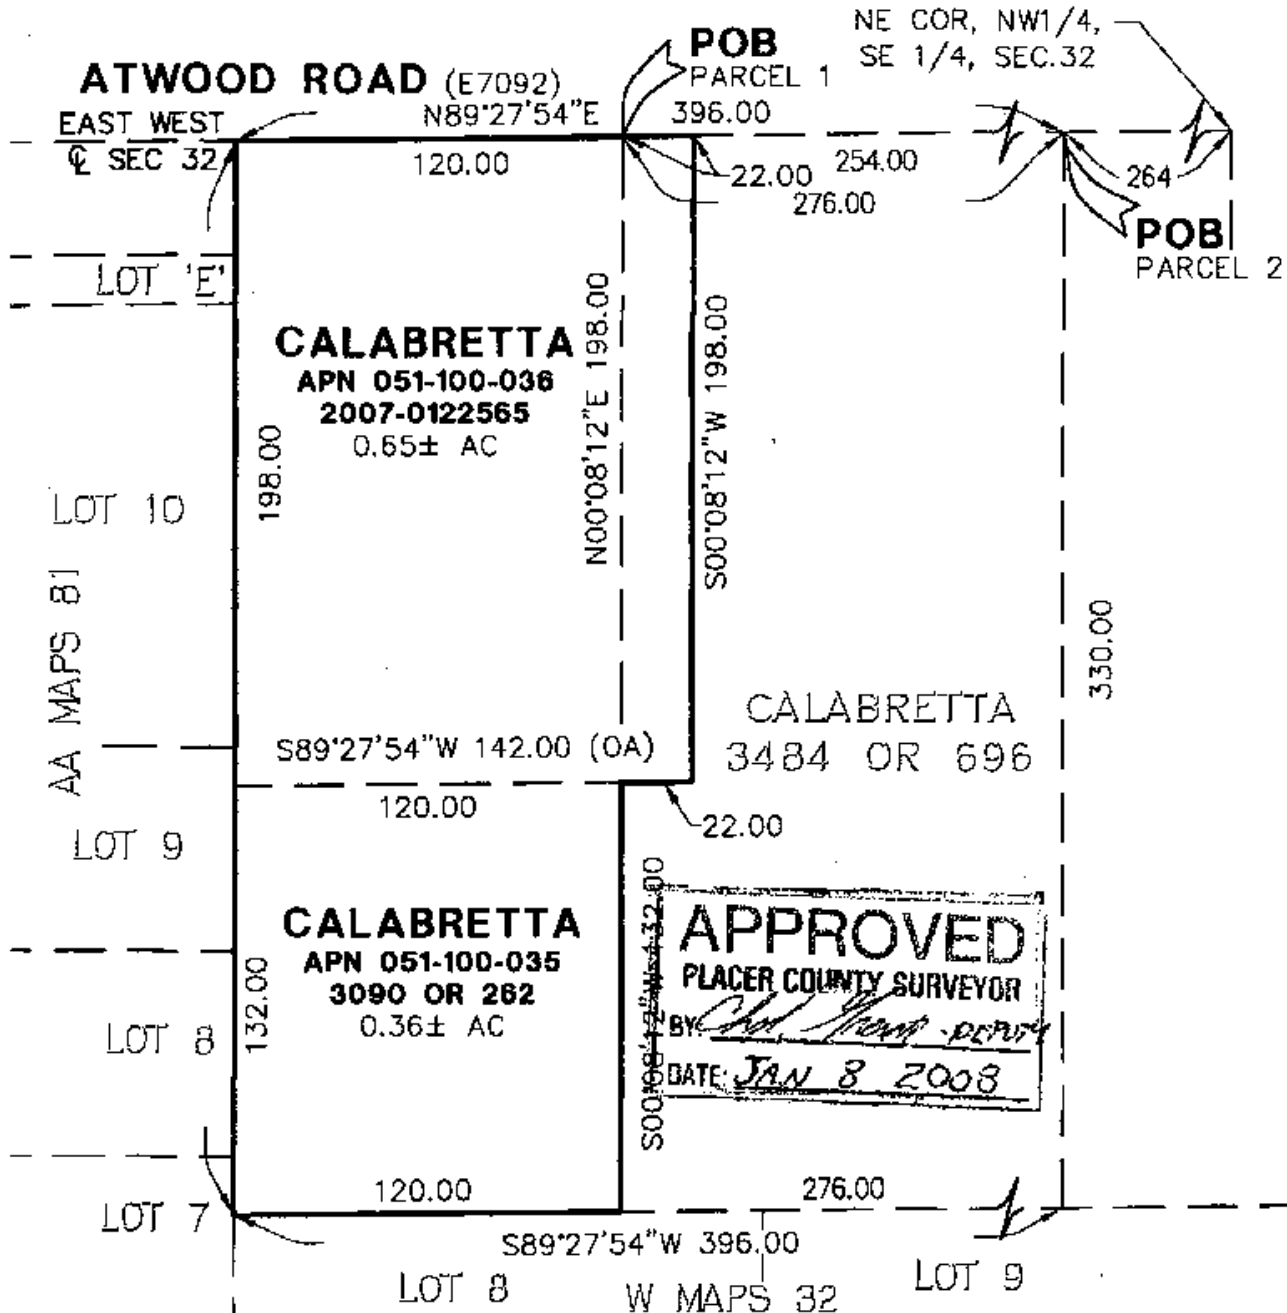 NE COR, NW1/4,
SE 1/4, SEC.32
POB
PARCEL 1
ATWOOD ROAD (E7092)
N89°27'54"E
396.00
EAST WEST
℄ SEC 32
120.00
22.00
254.00
276.00
264
POB
PARCEL 2
LOT 'E'
CALABRETTA
APN 051-100-036
2007-0122565
0.65± AC
N00°08'12"E 198.00
S00°08'12"W 198.00
198.00
LOT 10
AA MAPS 81
330.00
CALABRETTA
3484 OR 696
S89°27'54"W 142.00 (OA)
120.00
22.00
LOT 9
CALABRETTA
APN 051-100-035
3090 OR 262
0.36± AC
132.00
S00°08'12"W 132.00
APPROVED
PLACER COUNTY SURVEYOR
BY: - DEPUTY
DATE: JAN 8 2008
LOT 8
LOT 7
120.00
276.00
S89°27'54"W 396.00
LOT 8
W MAPS 32
LOT 9